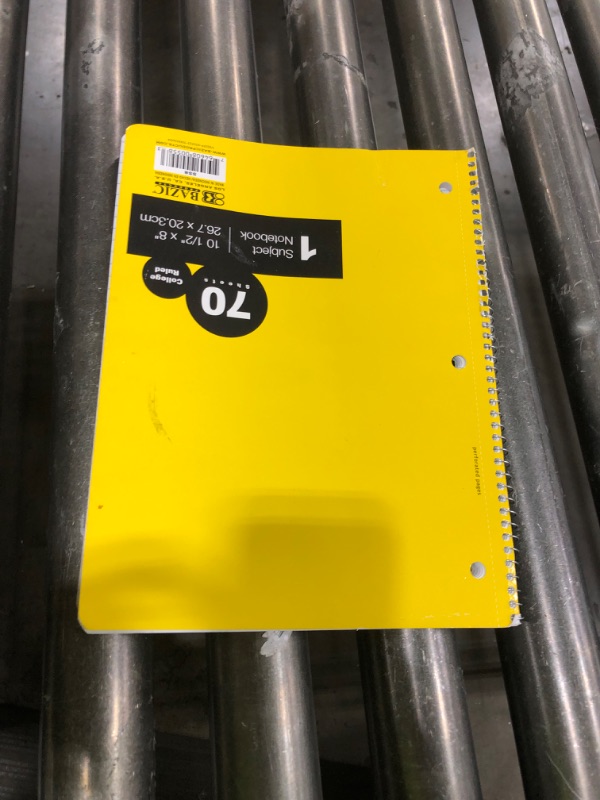 70
Sheets
College
Ruled
1
Subject
Notebook
10 1/2" x 8"
26.7 x 20.3cm
BAZIC
perforated pages